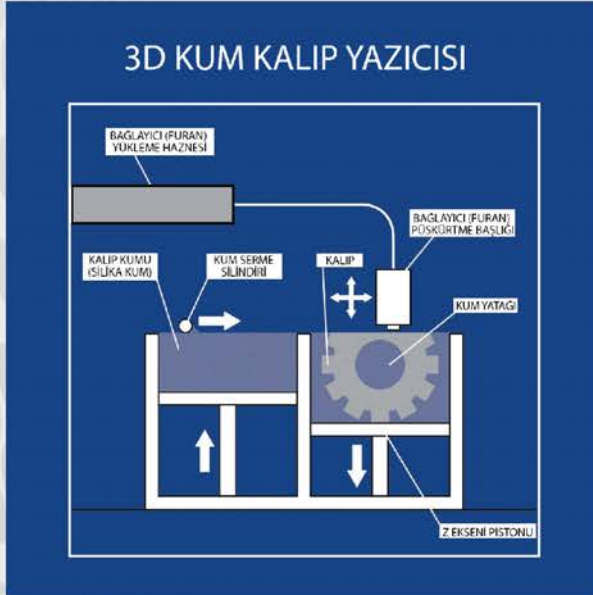 3D KUM KALIP YAZICISI
BAĞLAYICI (FURAN)
YÜKLEME HAZNESİ
BAĞLAYICI (FURAN)
PÜSKÜRTME BAŞLIĞI
KALIP KUMU
(SİLİKA KUM)
KUM SERME
SİLİNDİRİ
KALIP
KUM YATAĞI
Z EKSENİ PİSTONU